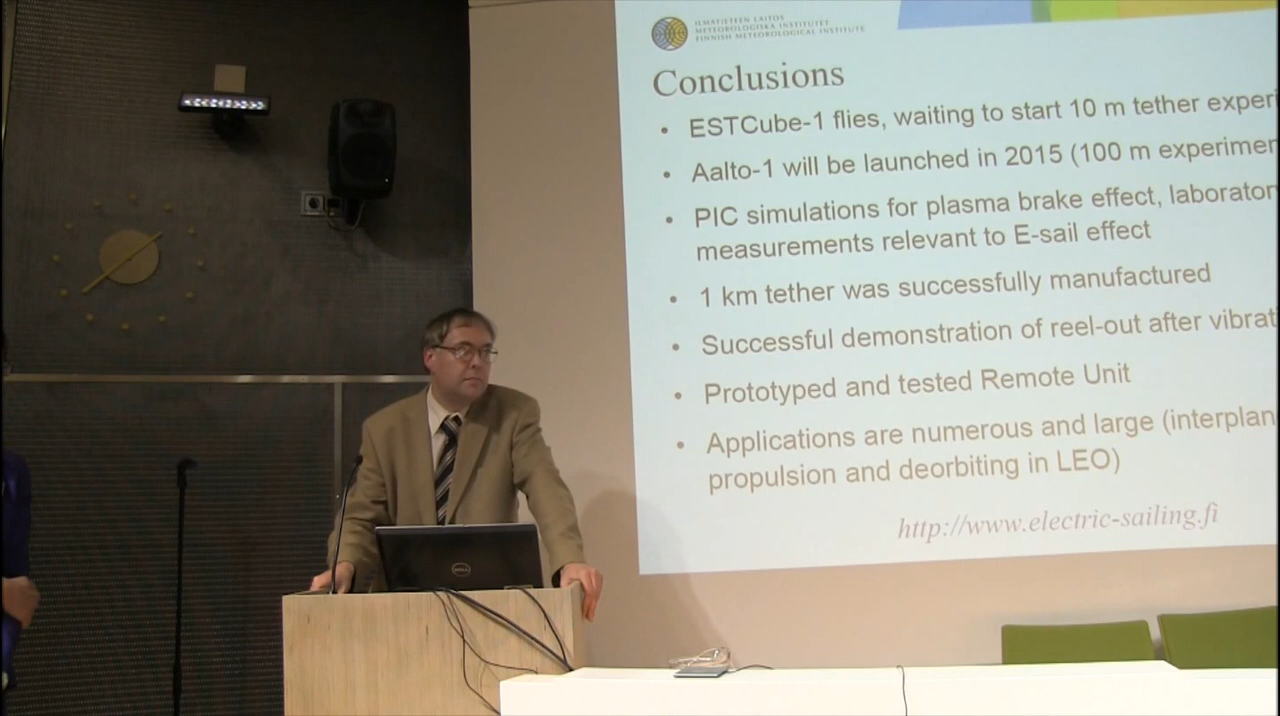 ILMATIETEEN LAITOS
METEOROLOGISKA INSTITUTET
FINNISH METEOROLOGICAL INSTITUTE
Conclusions
• ESTCube-1 flies, waiting to start 10 m tether experi
• Aalto-1 will be launched in 2015 (100 m experimen
• PIC simulations for plasma brake effect, laborator
measurements relevant to E-sail effect
• 1 km tether was successfully manufactured
• Successful demonstration of reel-out after vibrat
• Prototyped and tested Remote Unit
• Applications are numerous and large (interplan
propulsion and deorbiting in LEO)
http://www.electric-sailing.fi
DELL